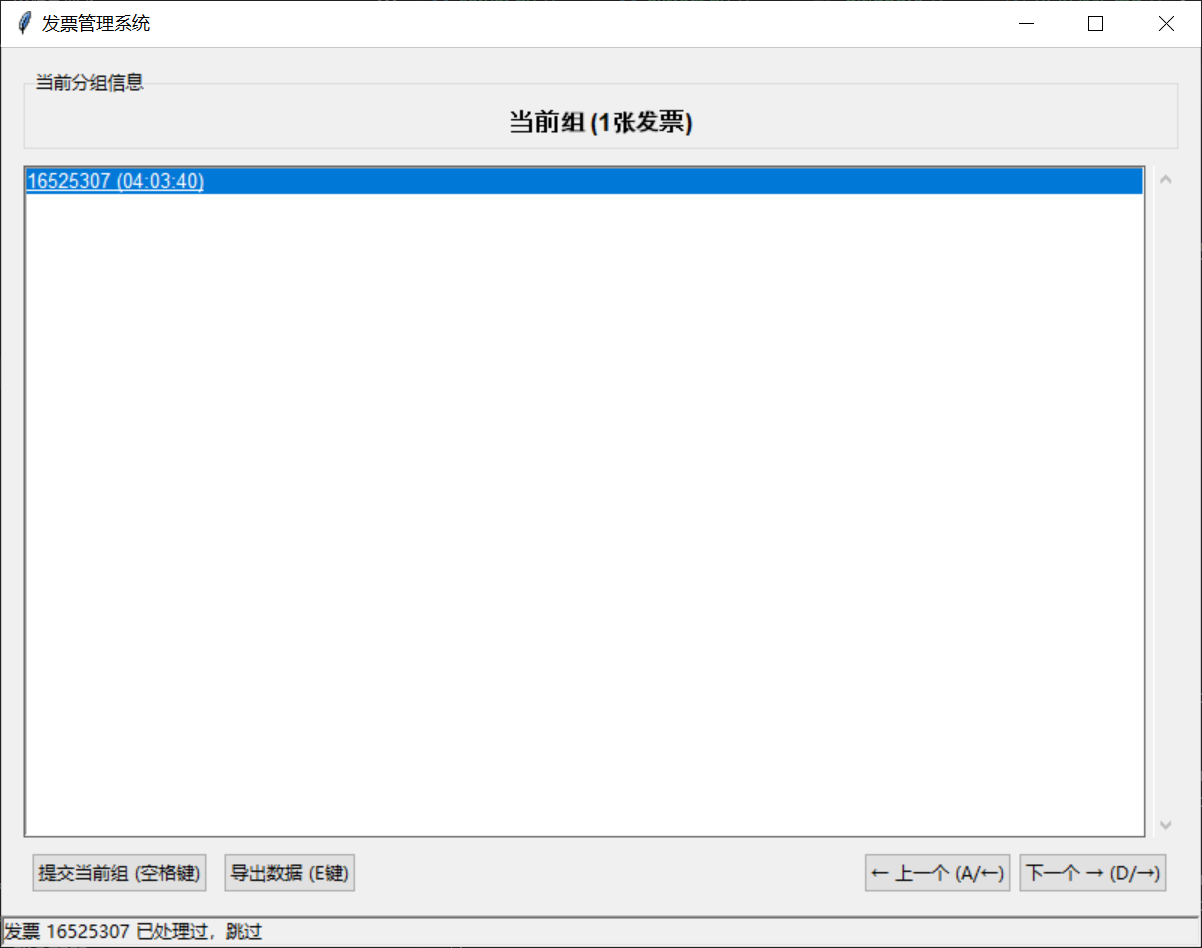 发票管理系统
当前分组信息
当前组 (1张发票)
16525307 (04:03:40)
提交当前组 (空格键) 导出数据 (E键) ← 上一个 (A/←) 下一个 → (D/→)
发票 16525307 已处理过，跳过